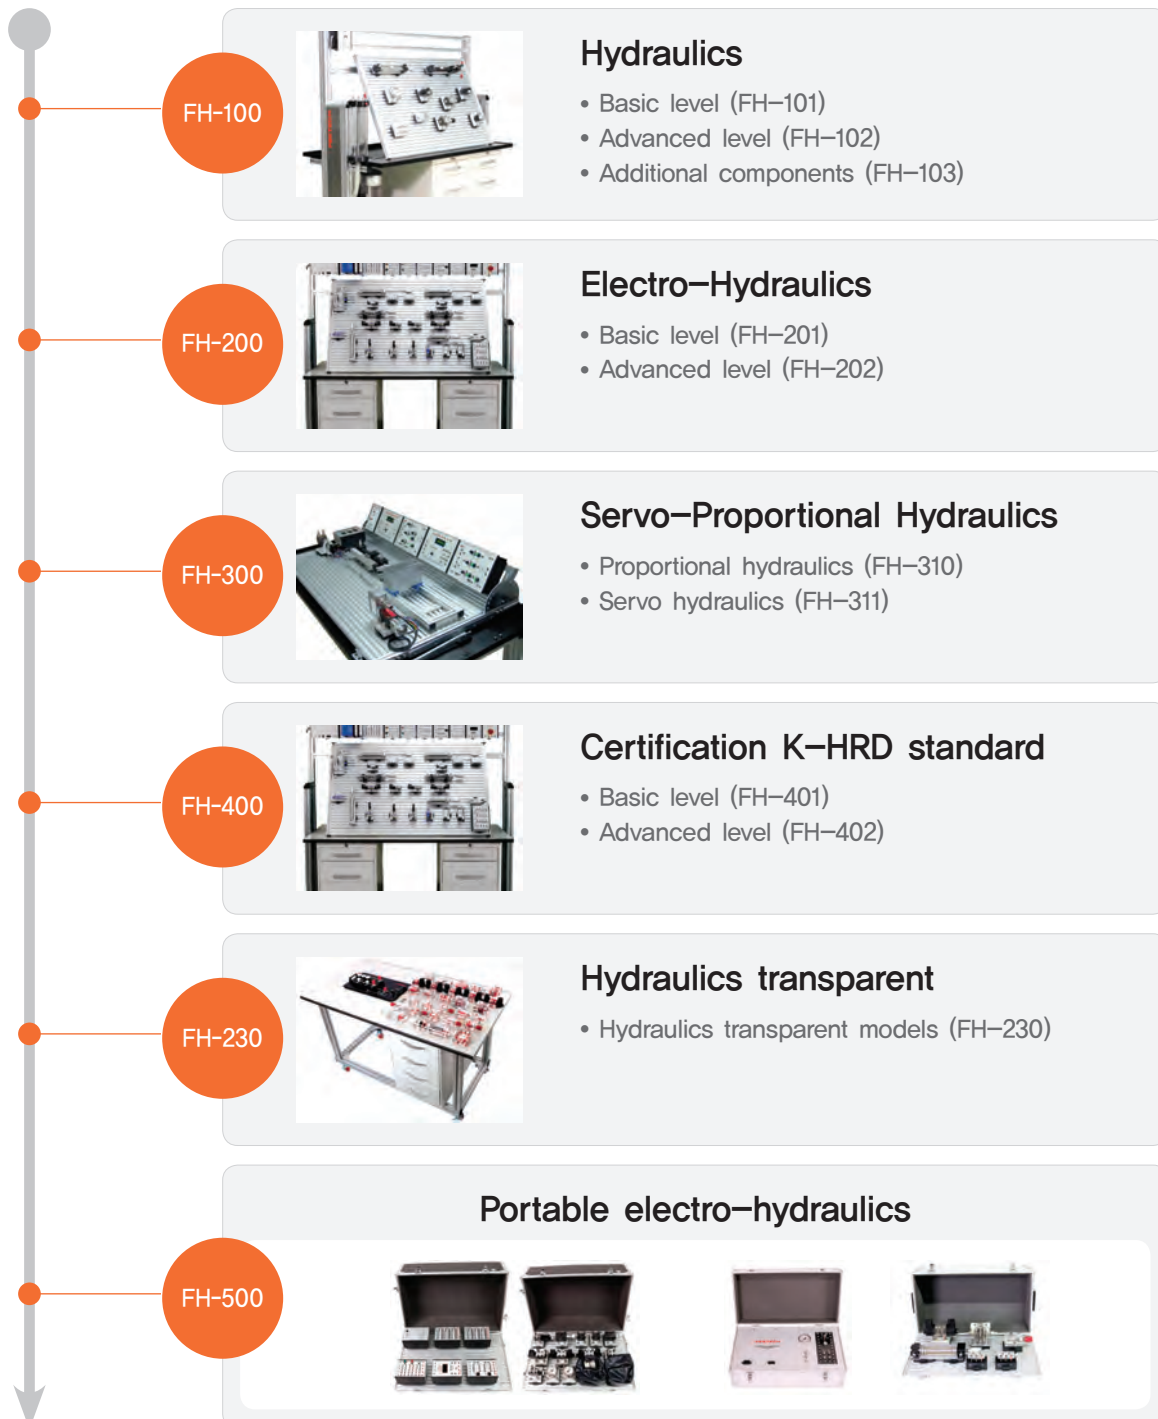 FH-100
Hydraulics
• Basic level (FH-101)
• Advanced level (FH-102)
• Additional components (FH-103)
FH-200
Electro-Hydraulics
• Basic level (FH-201)
• Advanced level (FH-202)
FH-300
Servo-Proportional Hydraulics
• Proportional hydraulics (FH-310)
• Servo hydraulics (FH-311)
FH-400
Certification K-HRD standard
• Basic level (FH-401)
• Advanced level (FH-402)
FH-230
Hydraulics transparent
• Hydraulics transparent models (FH-230)
Portable electro-hydraulics
FH-500